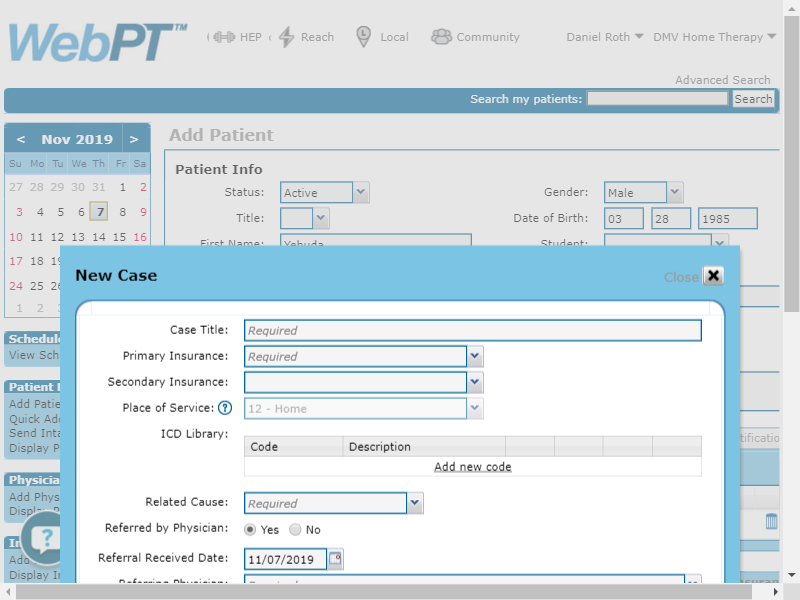 WebPT™
HEP Reach Local Community Daniel Roth DMV Home Therapy
Advanced Search
Search my patients: Search
< Nov 2019 >
Su Mo Tu We Th Fr Sa
27 28 29 30 31 1 2
3 4 5 6 7 8 9
10 11 12 13 14 15 16
17 18
24 25
1 2
Add Patient
Patient Info
Status: Active Gender: Male
Title: Date of Birth: 03 28 1985
First Name: Yehuda Student:
New Case Close
Case Title: Required
Primary Insurance: Required
Secondary Insurance:
Place of Service: ? 12 - Home
ICD Library:
Code Description
Add new code
Related Cause: Required
Referred by Physician: Yes No
Referral Received Date: 11/07/2019
Referring Physician:
View Sch
Patient
Add Patie
Quick Ad
Send Inta
Display P
Physicia
Add Phys
Display
Add
Display In
?